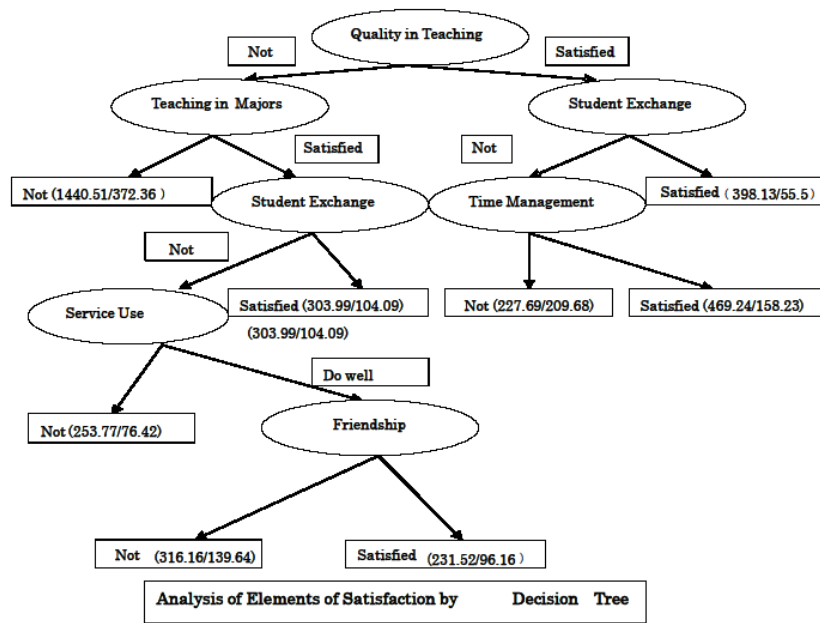 Quality in Teaching
Not
Satisfied
Teaching in Majors
Student Exchange
Satisfied
Not
Not (1440.51/372.36 )
Student Exchange
Time Management
Satisfied ( 398.13/55.5)
Not
Service Use
Satisfied (303.99/104.09)
(303.99/104.09)
Not (227.69/209.68)
Satisfied (469.24/158.23)
Do well
Not (253.77/76.42)
Friendship
Not (316.16/139.64)
Satisfied (231.52/96.16 )
Analysis of Elements of Satisfaction by Decision Tree